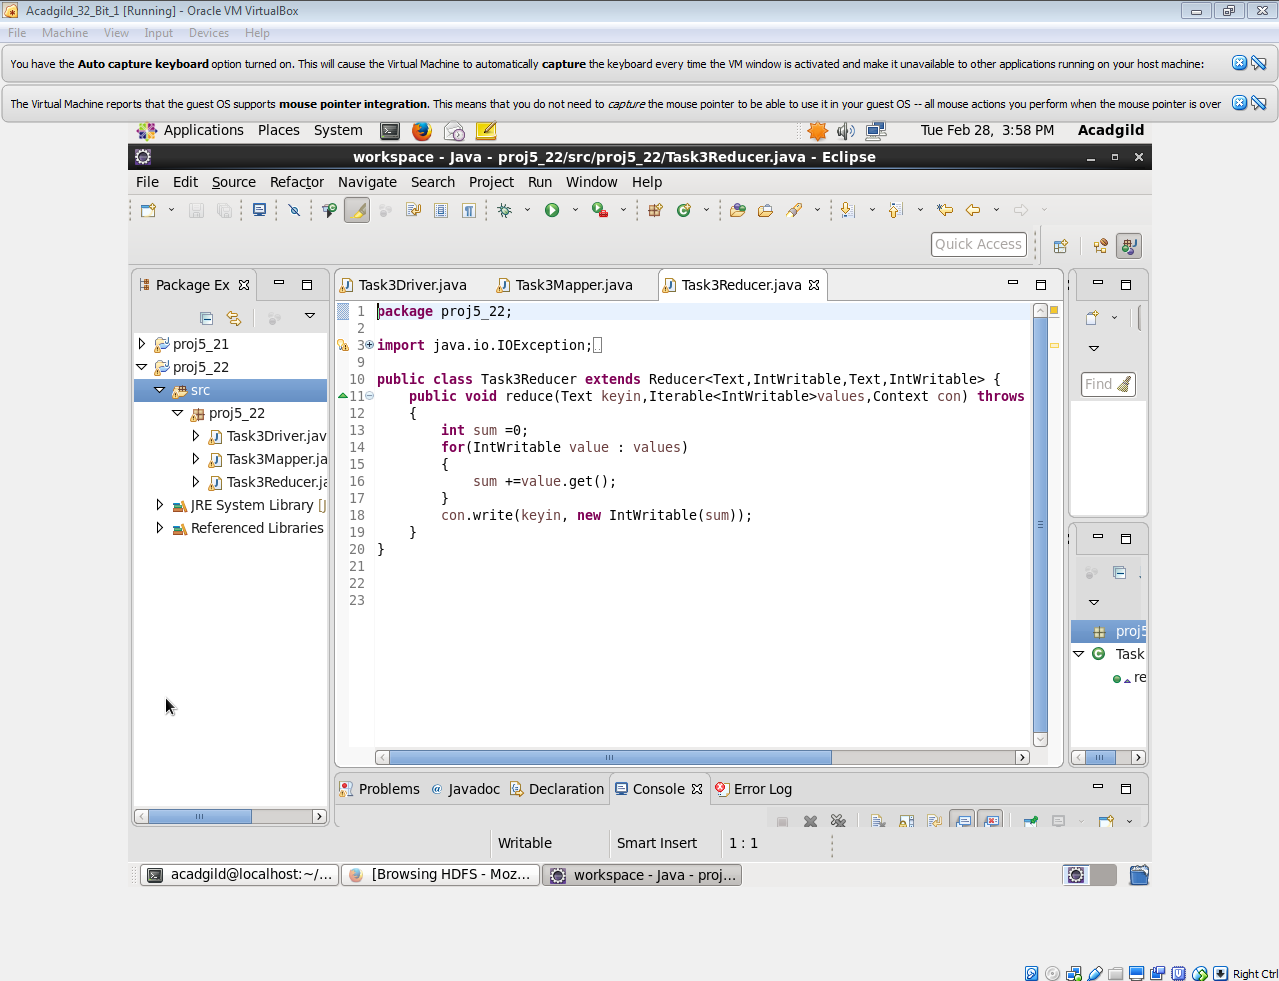 Acadgild_32_Bit_1 [Running] - Oracle VM VirtualBox
File Machine View Input Devices Help
You have the Auto capture keyboard option turned on. This will cause the Virtual Machine to automatically capture the keyboard every time the VM window is activated and make it unavailable to other applications running on your host machine:
The Virtual Machine reports that the guest OS supports mouse pointer integration. This means that you do not need to capture the mouse pointer to be able to use it in your guest OS -- all mouse actions you perform when the mouse pointer is over
Applications Places System Tue Feb 28, 3:58 PM Acadgild
workspace - Java - proj5_22/src/proj5_22/Task3Reducer.java - Eclipse
File Edit Source Refactor Navigate Search Project Run Window Help
Quick Access
Package Ex
proj5_21
proj5_22
src
proj5_22
Task3Driver.jav
Task3Mapper.ja
Task3Reducer.ja
JRE System Library [J
Referenced Libraries
Task3Driver.java Task3Mapper.java Task3Reducer.java
1 package proj5_22;
2
3 import java.io.IOException;
9
10 public class Task3Reducer extends Reducer<Text,IntWritable,Text,IntWritable> {
11 public void reduce(Text keyin,Iterable<IntWritable>values,Context con) throws
12 {
13 int sum =0;
14 for(IntWritable value : values)
15 {
16 sum +=value.get();
17 }
18 con.write(keyin, new IntWritable(sum));
19 }
20 }
21
22
23
Find
proj5
Task
re
Problems @ Javadoc Declaration Console Error Log
Writable Smart Insert 1 : 1
acadgild@localhost:~/... [Browsing HDFS - Moz... workspace - Java - proj...
Right Ctrl